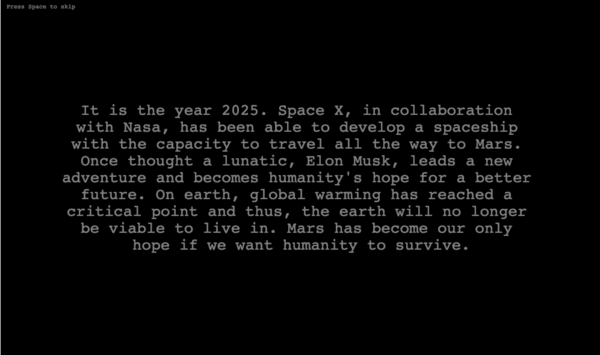 Press Space to skip
It is the year 2025. Space X, in collaboration
with Nasa, has been able to develop a spaceship
with the capacity to travel all the way to Mars.
Once thought a lunatic, Elon Musk, leads a new
adventure and becomes humanity's hope for a better
future. On earth, global warming has reached a
critical point and thus, the earth will no longer
be viable to live in. Mars has become our only
hope if we want humanity to survive.